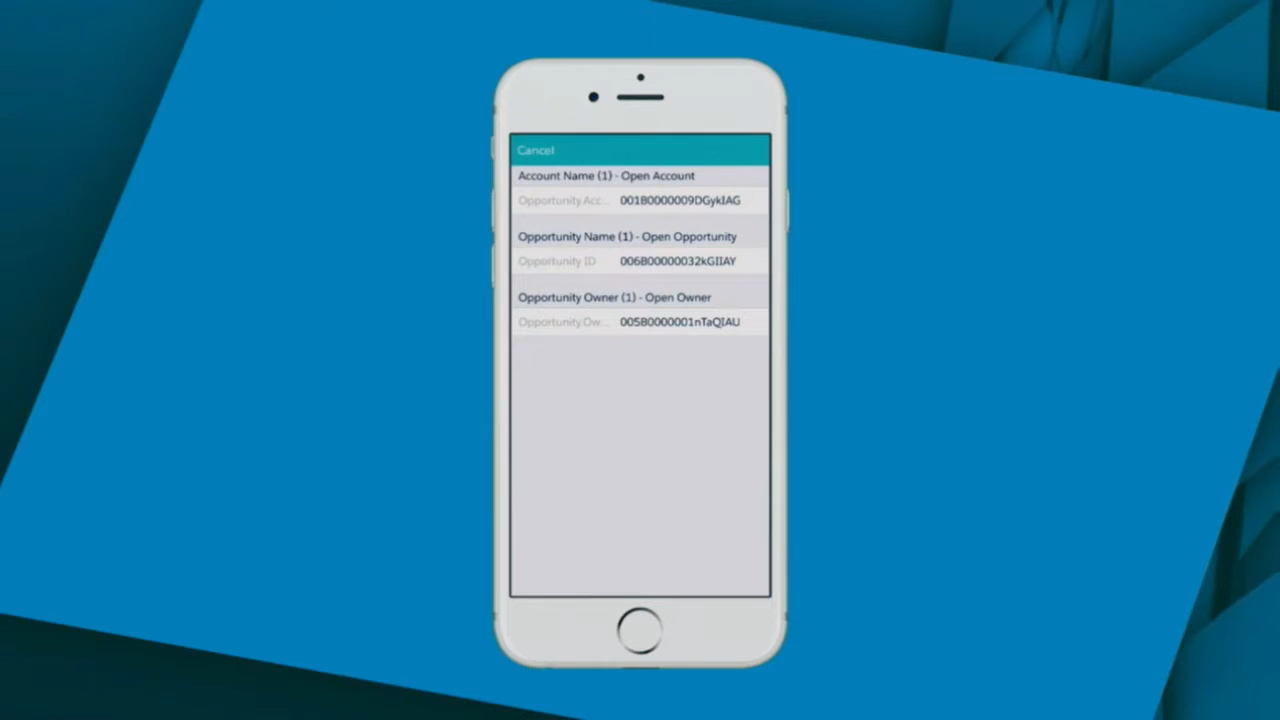 Cancel
Account Name (1) - Open Account
Opportunity Acc... 001B0000009DGykIAG
Opportunity Name (1) - Open Opportunity
Opportunity ID 006B00000032kGIIAY
Opportunity Owner (1) - Open Owner
Opportunity Ow... 005B0000001nTaQIAU